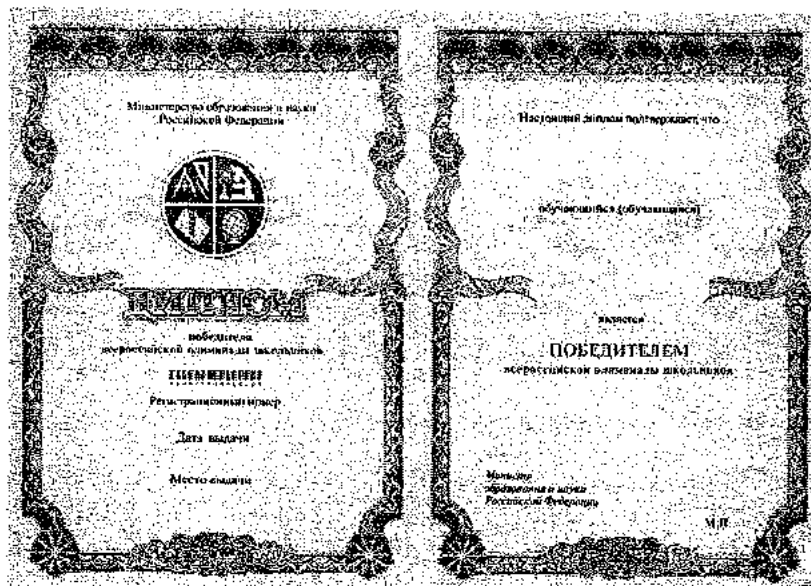 Министерство образования и науки
Российской Федерации
ДИПЛОМ
победителя
всероссийской олимпиады школьников
Регистрационный номер
Дата выдачи
Место выдачи
Настоящий диплом подтверждает, что
обучающийся (обучающаяся)
является
ПОБЕДИТЕЛЕМ
всероссийской олимпиады школьников
Министр
образования и науки
Российской Федерации
М.П.